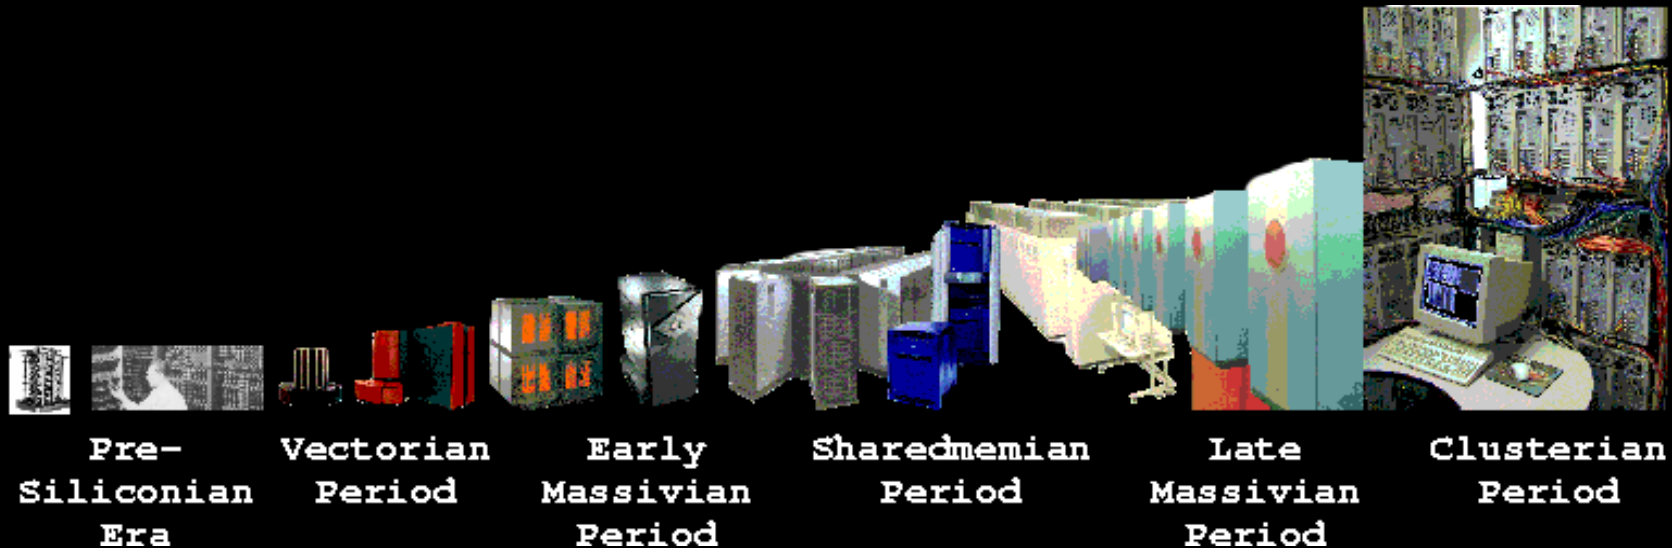 Pre-
Siliconian
Era
Vectorian
Period
Early
Massivian
Period
Sharedmemian
Period
Late
Massivian
Period
Clusterian
Period